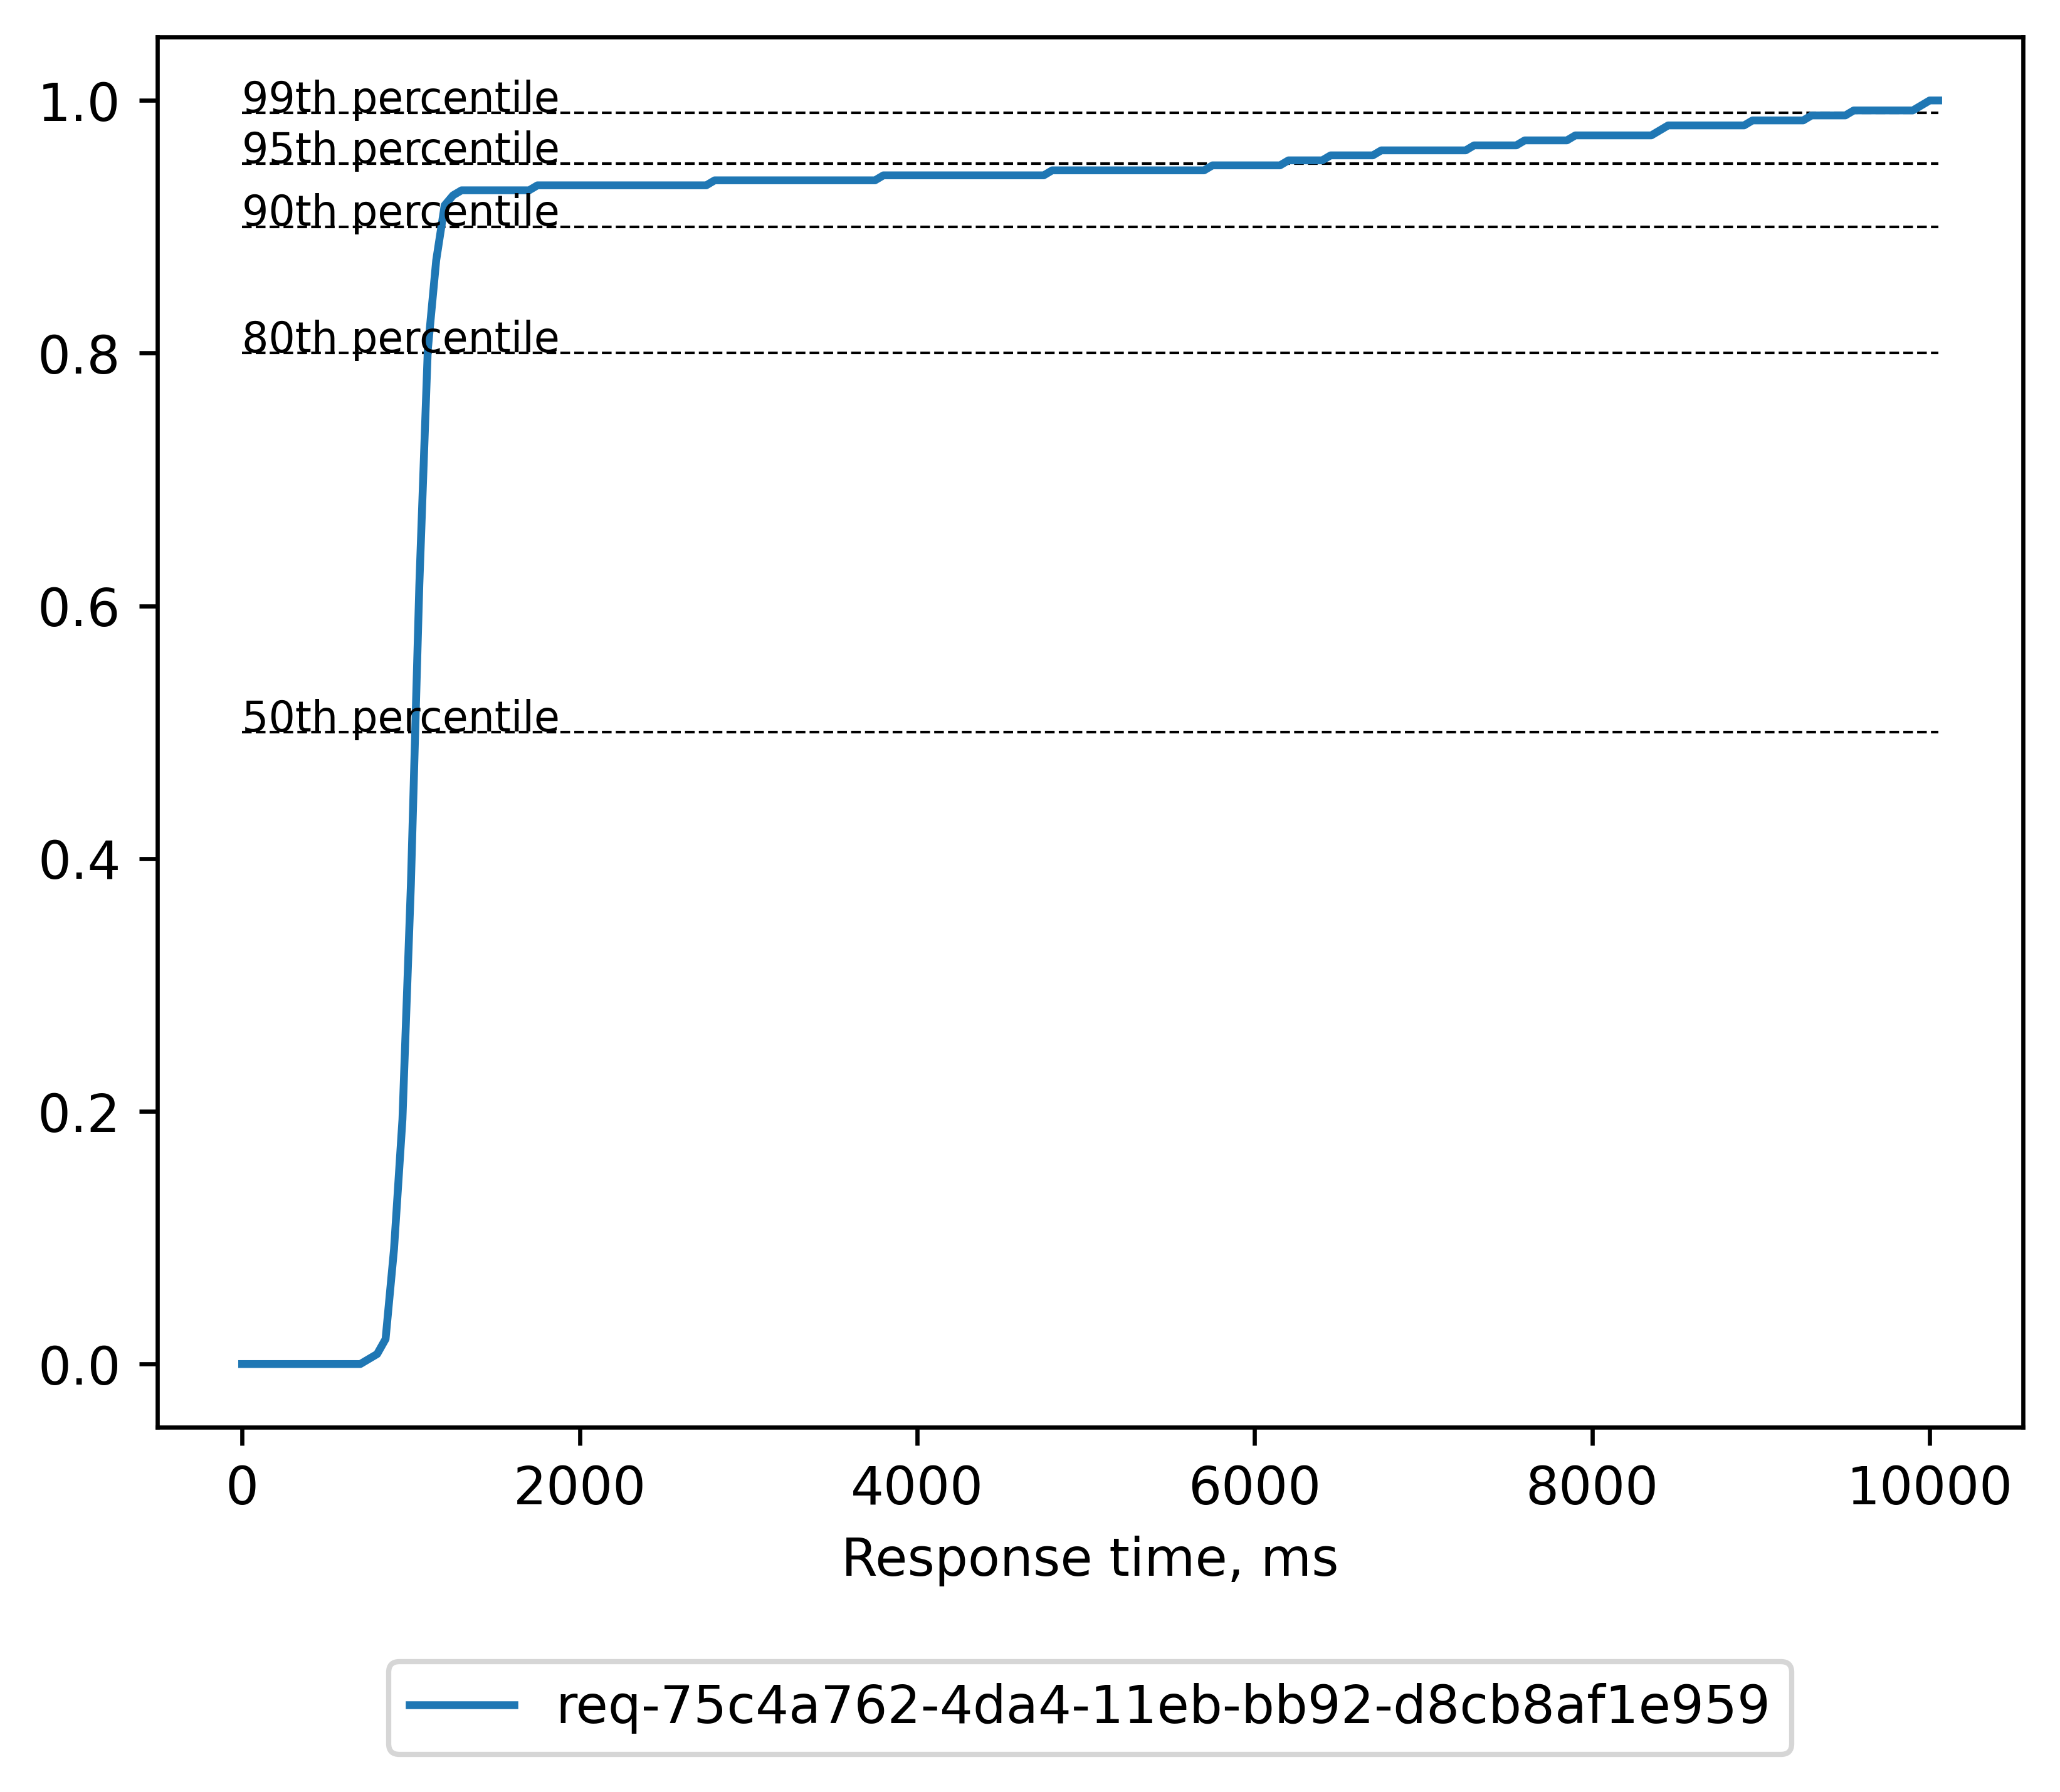 1.0
99th percentile
95th percentile
90th percentile
0.8
80th percentile
0.6
50th percentile
0.4
0.2
0.0
0 2000 4000 6000 8000 10000
Response time, ms
req-75c4a762-4da4-11eb-bb92-d8cb8af1e959